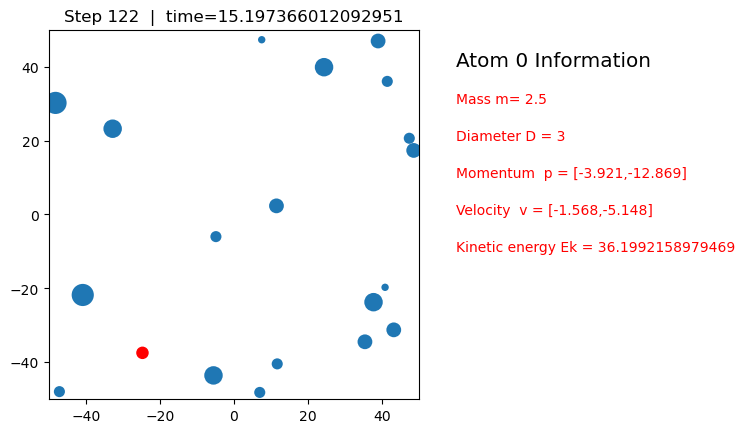 Step 122  |  time=15.197366012092951
Atom 0 Information
Mass m= 2.5
Diameter D = 3
Momentum  p = [-3.921,-12.869]
Velocity  v = [-1.568,-5.148]
Kinetic energy Ek = 36.1992158979469
40
20
0
−20
−40
−40 −20 0 20 40